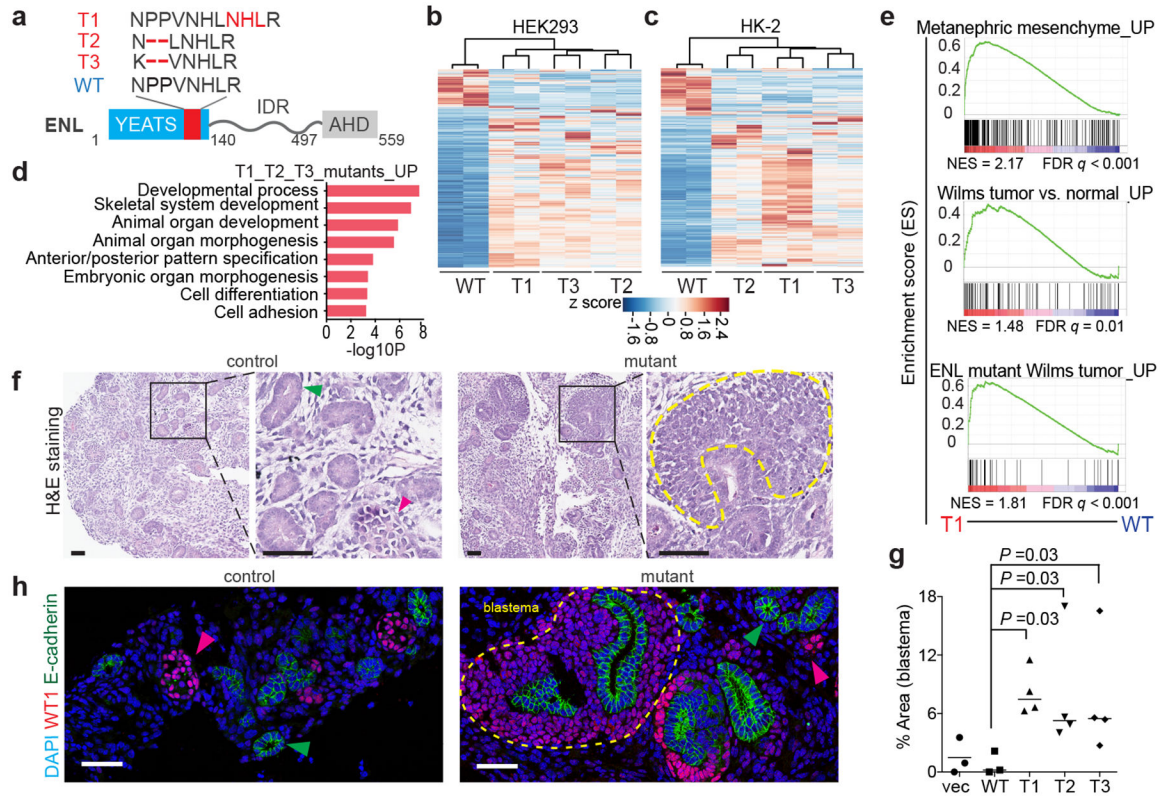 a
T1 NPPVNHLNHLR
T2 N--LNHLR
T3 K--VNHLR
WT NPPVNHLR
ENL 1 YEATS 140 IDR 497 AHD 559
b
HEK293
WT T1 T3 T2
c
HK-2
WT T2 T1 T3
z score
-1.6 -0.8 0 0.8 1.6 2.4
d
T1_T2_T3_mutants_UP
Developmental process
Skeletal system development
Animal organ development
Animal organ morphogenesis
Anterior/posterior pattern specification
Embryonic organ morphogenesis
Cell differentiation
Cell adhesion
0 2 4 6 8
-log10P
e
Enrichment score (ES)
Metanephric mesenchyme_UP
0.6
0.4
0.2
0
NES = 2.17 FDR q < 0.001
Wilms tumor vs. normal_UP
0.4
0.2
0
NES = 1.48 FDR q = 0.01
ENL mutant Wilms tumor_UP
0.6
0.4
0.2
0
NES = 1.81 FDR q < 0.001
T1 WT
f
control mutant
H&E staining
g
P =0.03
P =0.03
P =0.03
% Area (blastema)
18
12
6
0
vec WT T1 T2 T3
h
control mutant
DAPI WT1 E-cadherin
blastema